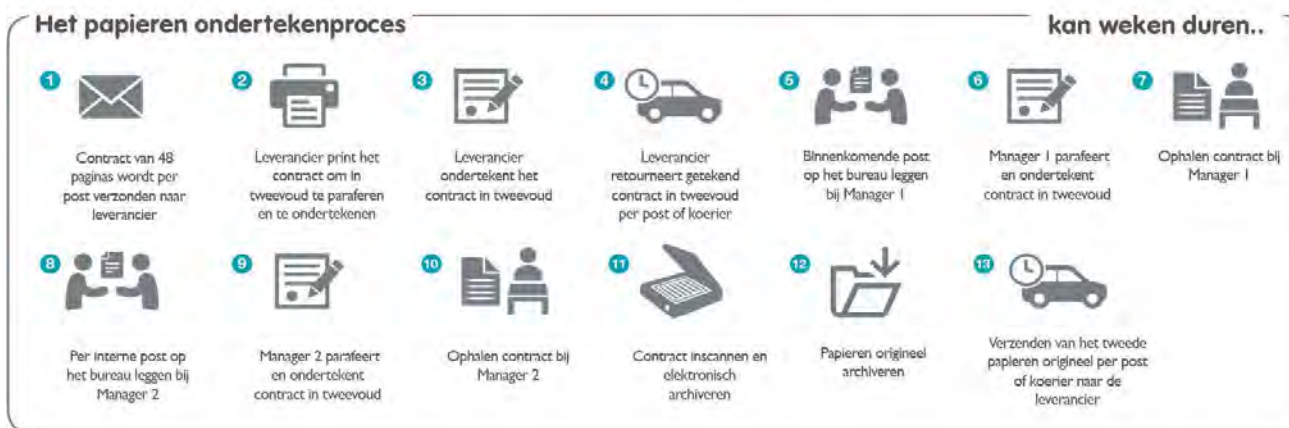 Het papieren ondertekenproces
kan weken duren..
1
Contract van 48
paginas wordt per
post verzonden naar
leverancier
2
Leverancier print het
contract om in
tweevoud te paraferen
en te ondertekenen
3
Leverancier
ondertekent het
contract in tweevoud
4
Leverancier
retourneert getekend
contract in tweevoud
per post of koerier
5
Binnenkomende post
op het bureau leggen
bij Manager 1
6
Manager 1 parafeert
en ondertekent
contract in tweevoud
7
Ophalen contract bij
Manager 1
8
Per interne post op
het bureau leggen bij
Manager 2
9
Manager 2 parafeert
en ondertekent
contract in tweevoud
10
Ophalen contract bij
Manager 2
11
Contract inscannen en
elektronisch
archiveren
12
Papieren origineel
archiveren
13
Verzenden van het tweede
papieren origineel per post
of koerier naar de
leverancier